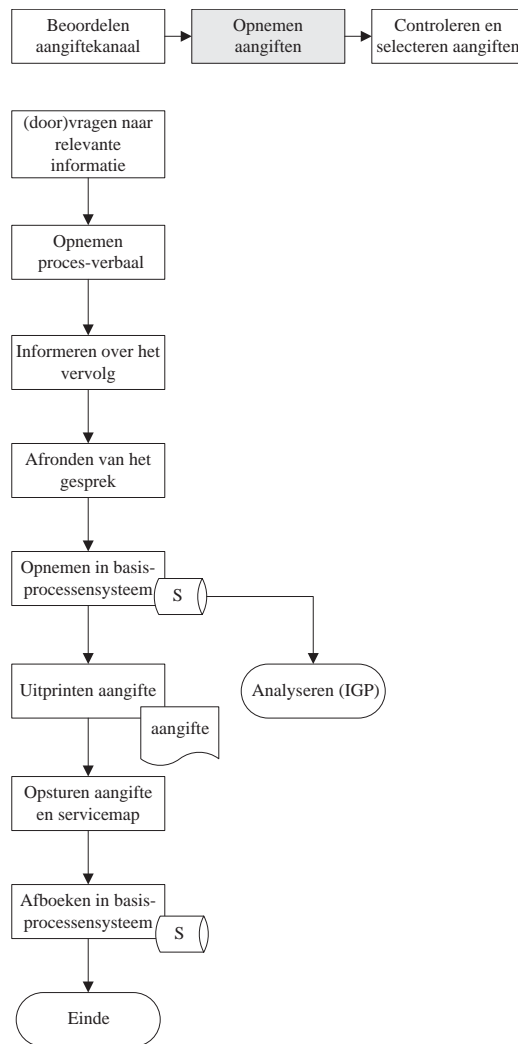 Beoordelen
aangiftekanaal
Opnemen
aangiften
Controleren en
selecteren aangiften
(door)vragen naar
relevante
informatie
Opnemen
proces-verbaal
Informeren over het
vervolg
Afronden van het
gesprek
Opnemen in basis-
processensysteem
S
Uitprinten aangifte
Analyseren (IGP)
aangifte
Opsturen aangifte
en servicemap
Afboeken in basis-
processensysteem
S
Einde